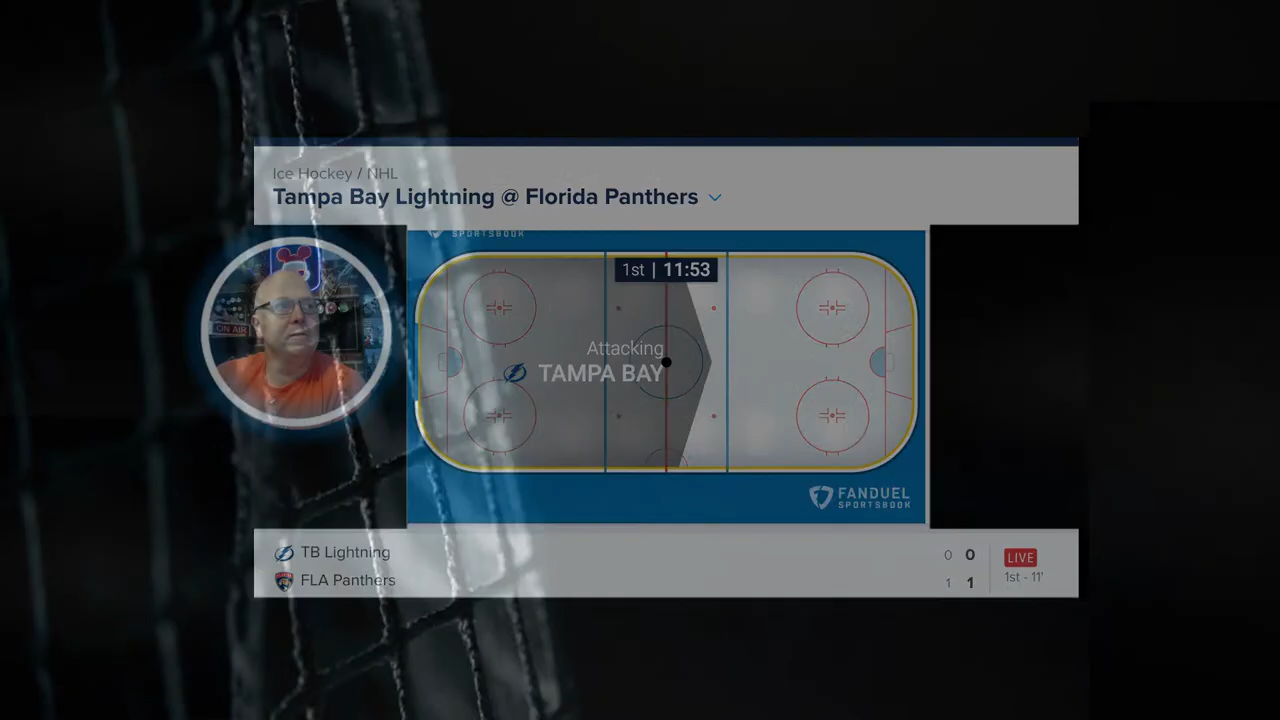 Ice Hockey / NHL
Tampa Bay Lightning @ Florida Panthers
SPORTSBOOK
1st | 11:53
ON AIR
Attacking
TAMPA BAY
FANDUEL
SPORTSBOOK
TB Lightning 0 0
FLA Panthers 1 1
LIVE
1st - 11'